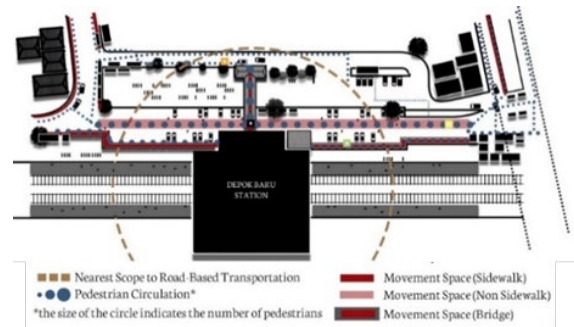 DEPOK BARU
STATION
Nearest Scope to Road-Based Transportation
Pedestrian Circulation*
*the size of the circle indicates the number of pedestrians
Movement Space (Sidewalk)
Movement Space (Non Sidewalk)
Movement Space (Bridge)